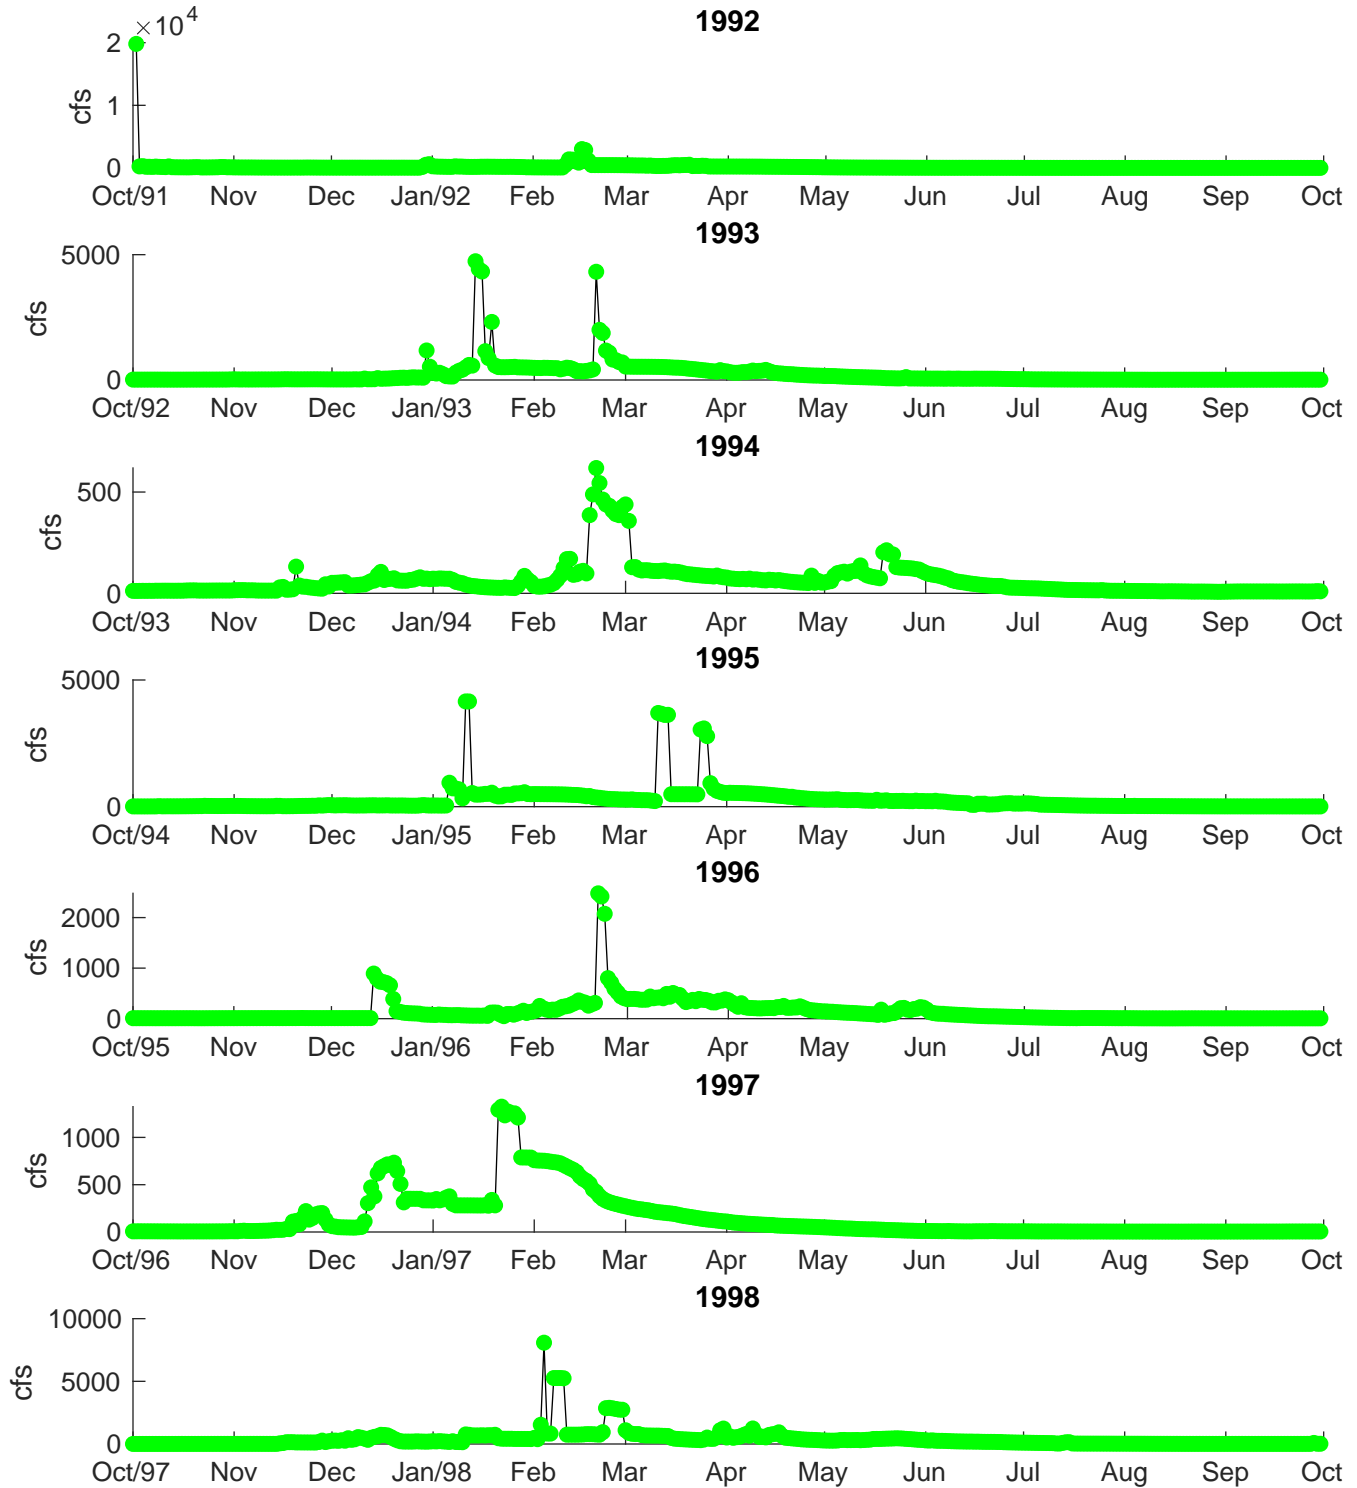 1992
×10^4
2
1
0
cfs
Oct/91 Nov Dec Jan/92 Feb Mar Apr May Jun Jul Aug Sep Oct
1993
5000
0
cfs
Oct/92 Nov Dec Jan/93 Feb Mar Apr May Jun Jul Aug Sep Oct
1994
500
0
cfs
Oct/93 Nov Dec Jan/94 Feb Mar Apr May Jun Jul Aug Sep Oct
1995
5000
0
cfs
Oct/94 Nov Dec Jan/95 Feb Mar Apr May Jun Jul Aug Sep Oct
1996
2000
1000
0
cfs
Oct/95 Nov Dec Jan/96 Feb Mar Apr May Jun Jul Aug Sep Oct
1997
1000
500
0
cfs
Oct/96 Nov Dec Jan/97 Feb Mar Apr May Jun Jul Aug Sep Oct
1998
10000
5000
0
cfs
Oct/97 Nov Dec Jan/98 Feb Mar Apr May Jun Jul Aug Sep Oct